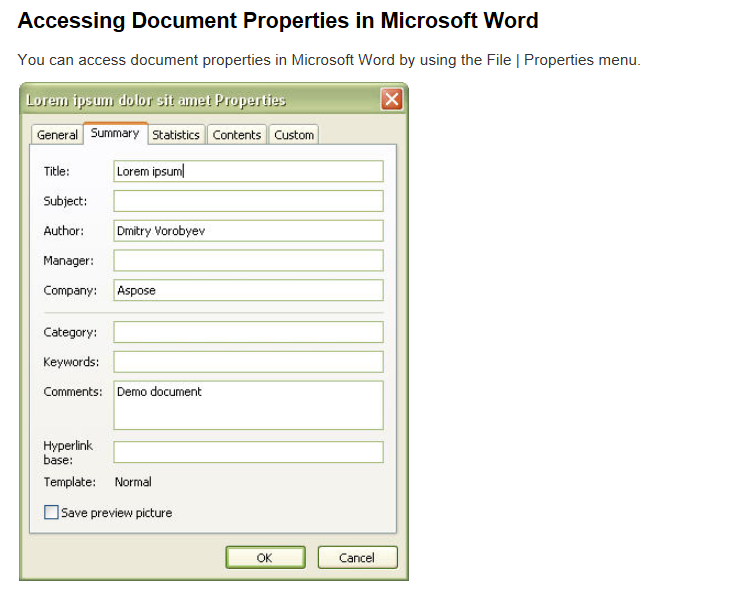 Accessing Document Properties in Microsoft Word
You can access document properties in Microsoft Word by using the File | Properties menu.
Lorem ipsum dolor sit amet Properties
General Summary Statistics Contents Custom
Title: Lorem ipsum
Subject:
Author: Dmitry Vorobyev
Manager:
Company: Aspose
Category:
Keywords:
Comments: Demo document
Hyperlink
base:
Template: Normal
Save preview picture
OK Cancel